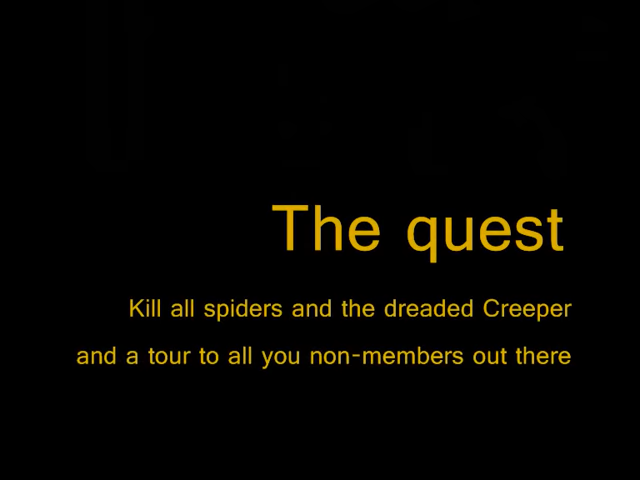 The quest
Kill all spiders and the dreaded Creeper
and a tour to all you non-members out there